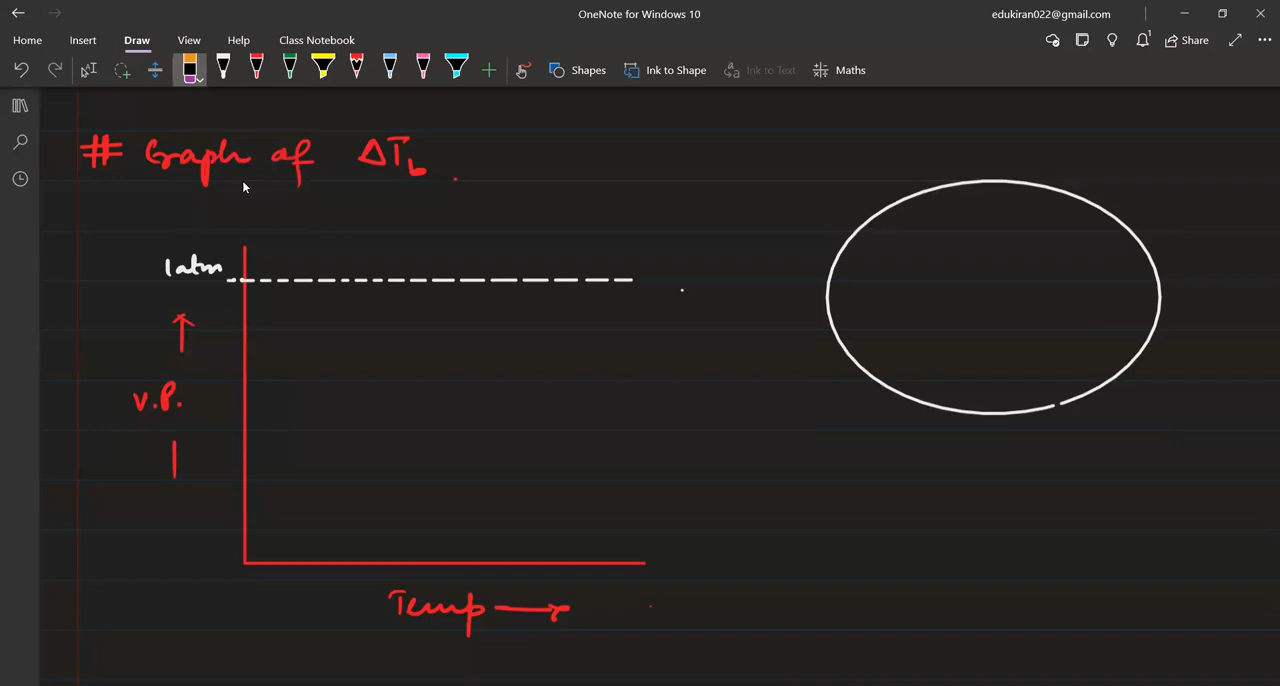 OneNote for Windows 10
edukiran022@gmail.com
Home Insert Draw View Help Class Notebook
Share
Shapes Ink to Shape Ink to Text Maths
# Graph of ΔTb
1atm
V.P.
Temp